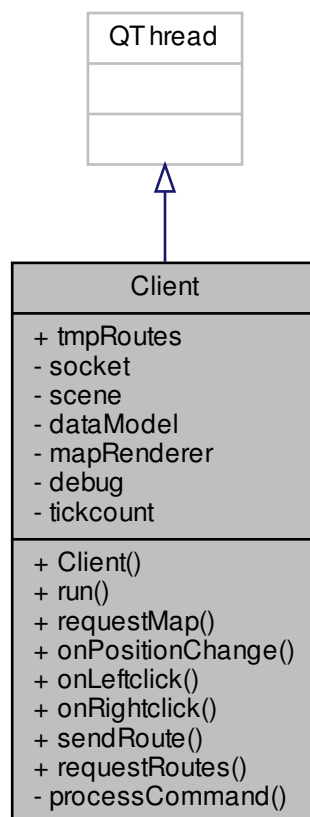 QThread
Client
+ tmpRoutes
- socket
- scene
- dataModel
- mapRenderer
- debug
- tickcount
+ Client()
+ run()
+ requestMap()
+ onPositionChange()
+ onLeftclick()
+ onRightclick()
+ sendRoute()
+ requestRoutes()
- processCommand()